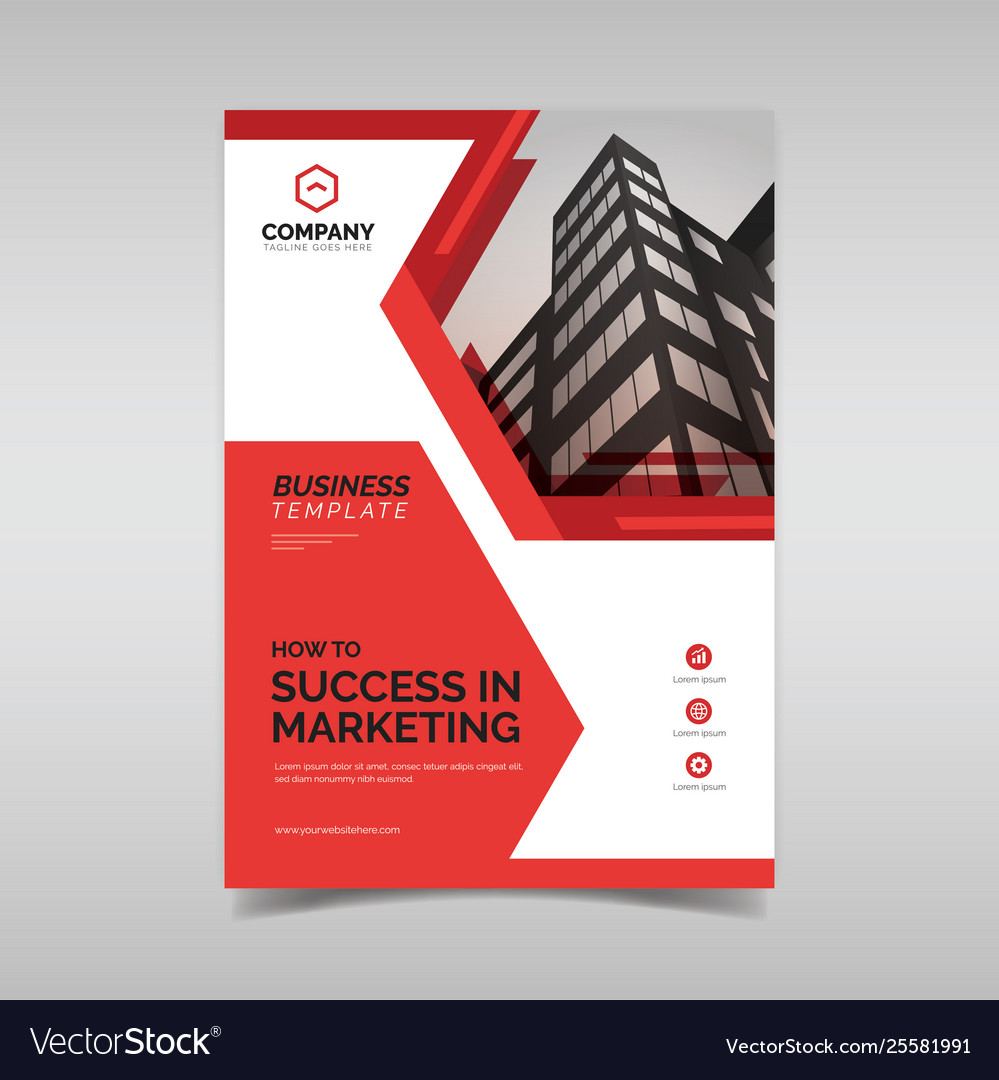 COMPANY
TAGLINE GOES HERE
BUSINESS
TEMPLATE
HOW TO
SUCCESS IN
MARKETING
Lorem ipsum dolor sit amet, consec tetuer adipis cingeat elit,
sed diam nonummy nibh euismod.
www.yourwebsitehere.com
Lorem ipsum
Lorem ipsum
Lorem ipsum
VectorStock®
VectorStock.com/25581991